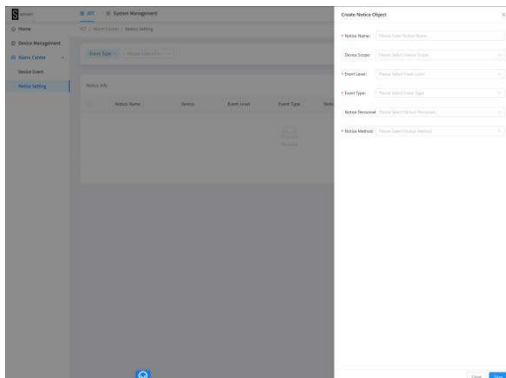 IOT
System Management
Home
IOT / Alarm Center / Notice Setting
Device Management
Alarm Center
Event Type
Device Event
Notice Setting
Notice Info
Notice Name
Device
Event Level
Event Type
Create Notice Object
* Notice Name: Please Enter Notice Name
Device Scope: Please Select Device Scope
* Event Level: Please Select Event Level
* Event Type: Please Select Event Type
Notice Personnel: Please Select Notice Personnel
* Notice Method: Please Select Notice Method